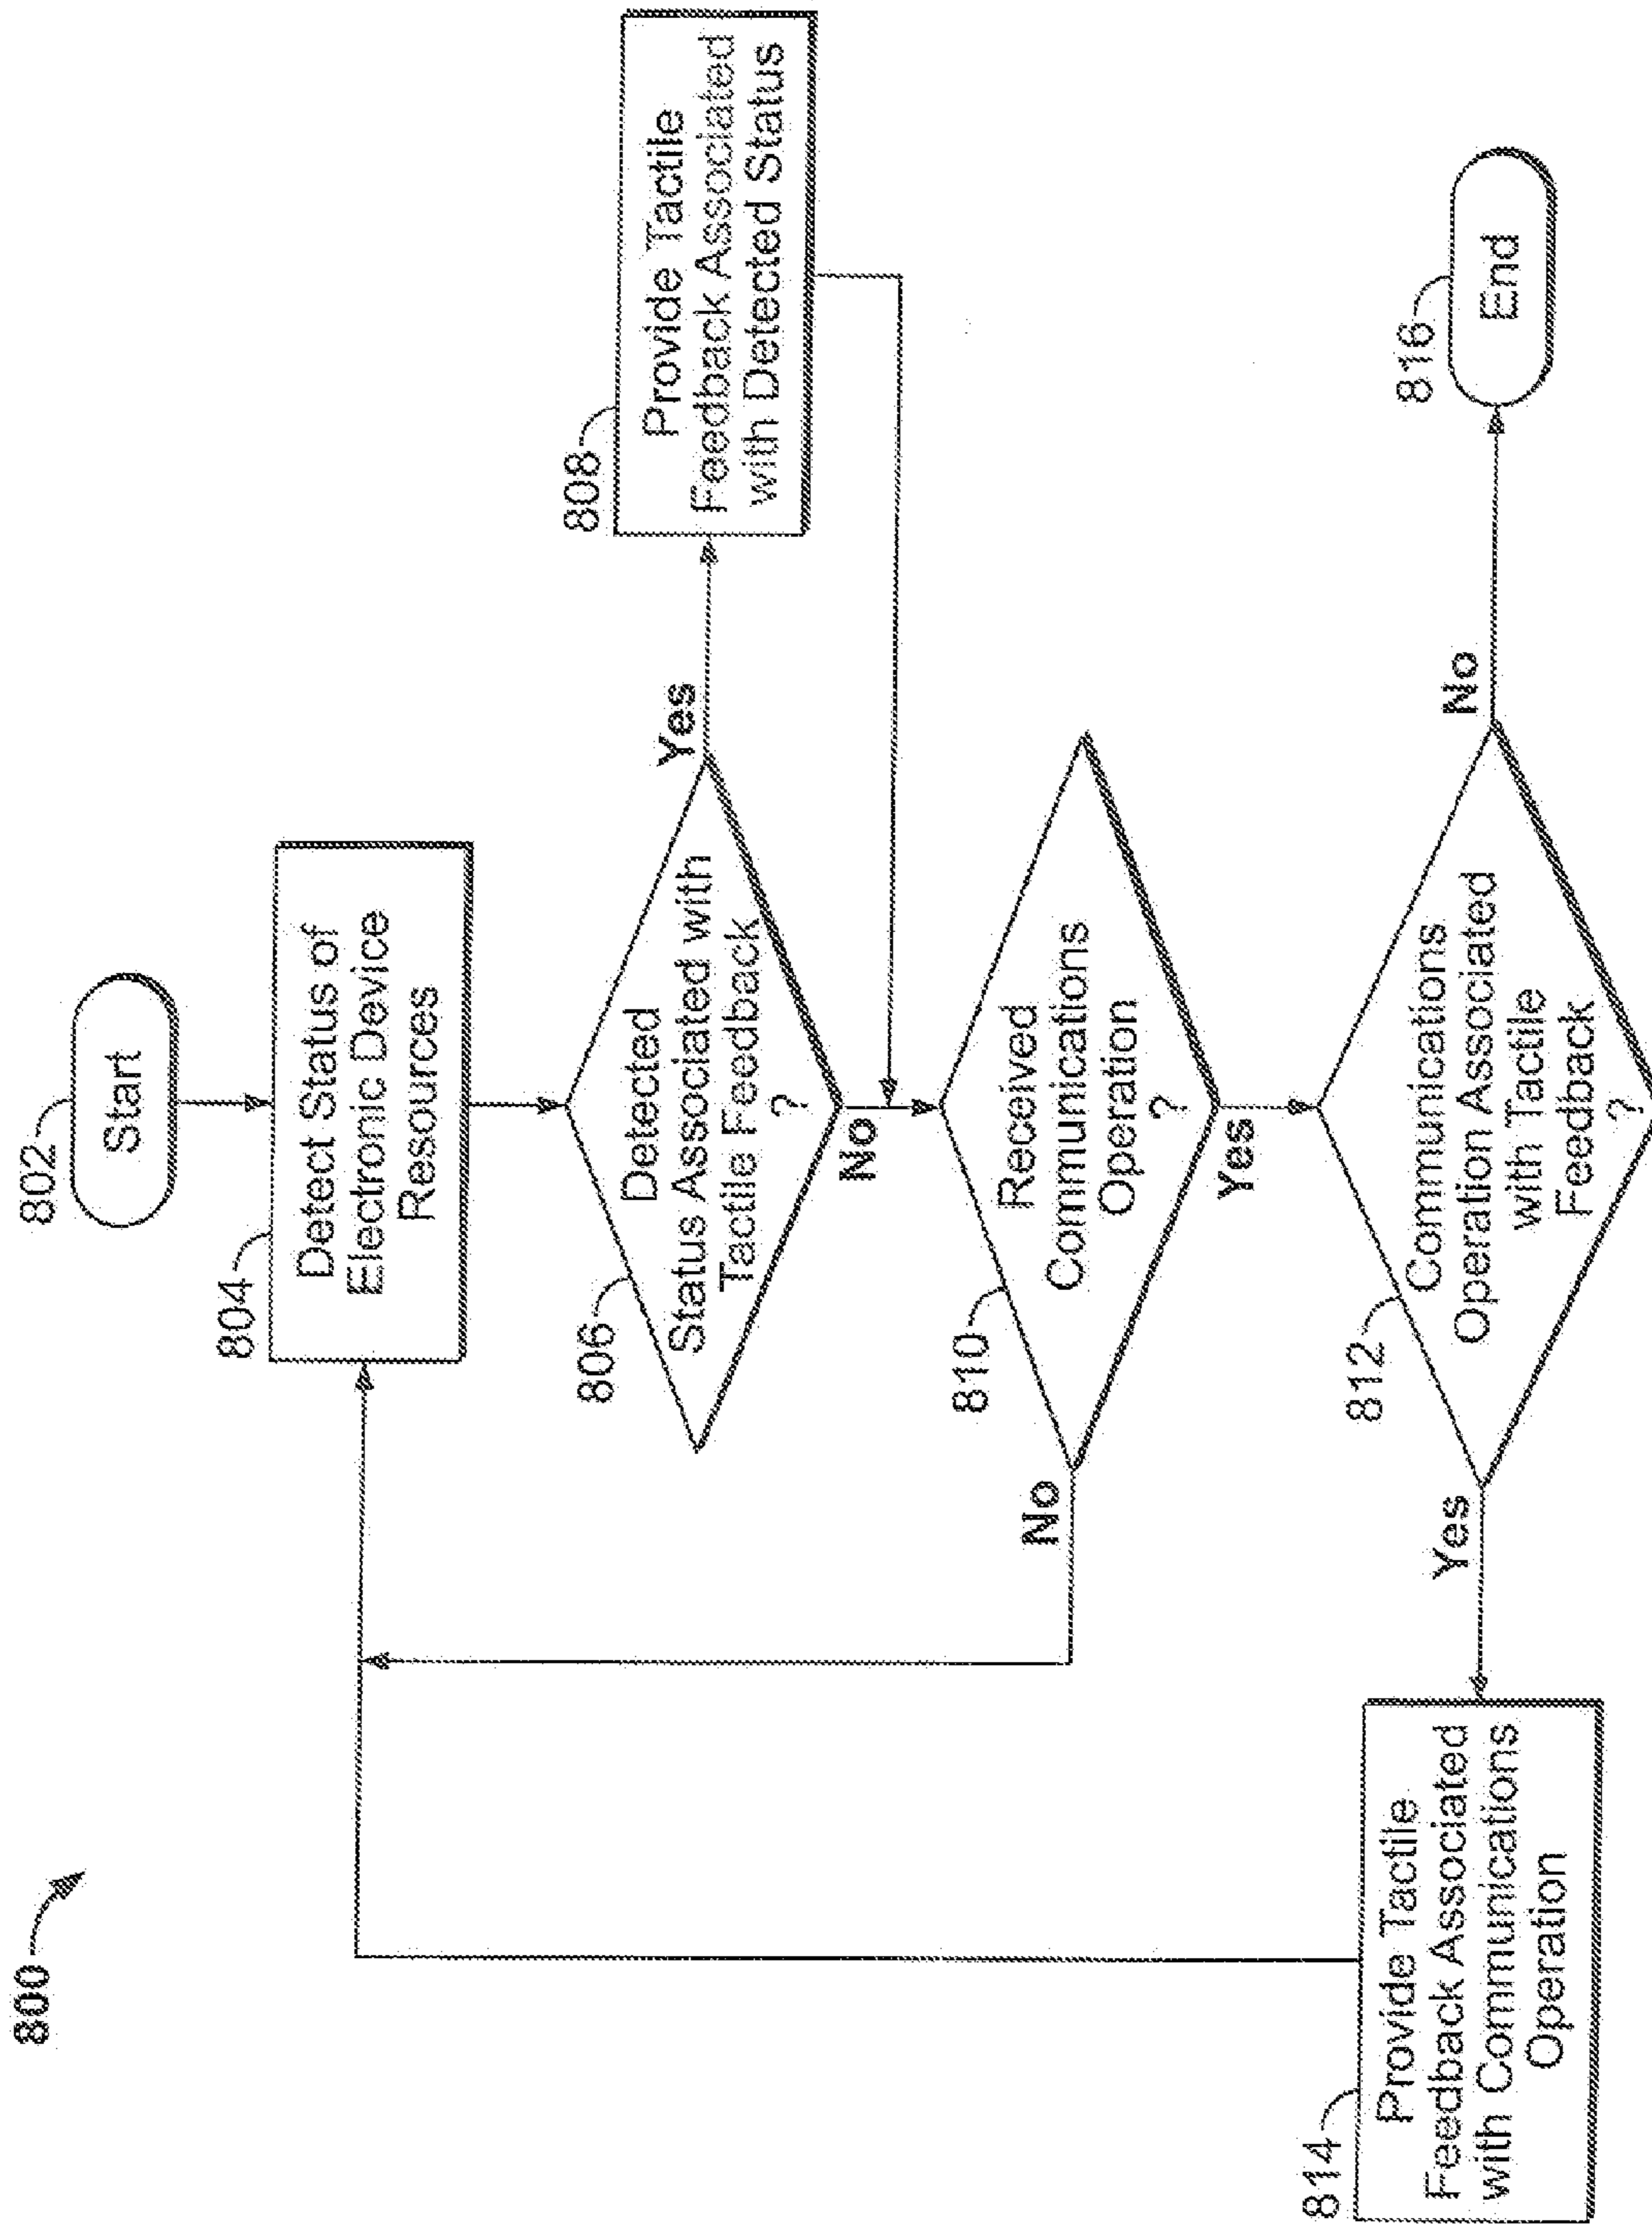 800
802
Start
804
Detect Status of
Electronic Device
Resources
806
Detected
Status Associated with
Tactile Feedback
?
Yes
No
808
Provide Tactile
Feedback Associated
with Detected Status
810
Received
Communications
Operation
?
No
Yes
812
Communications
Operation Associated
with Tactile
Feedback
?
Yes
No
814
Provide Tactile
Feedback Associated
with Communications
Operation
816
End